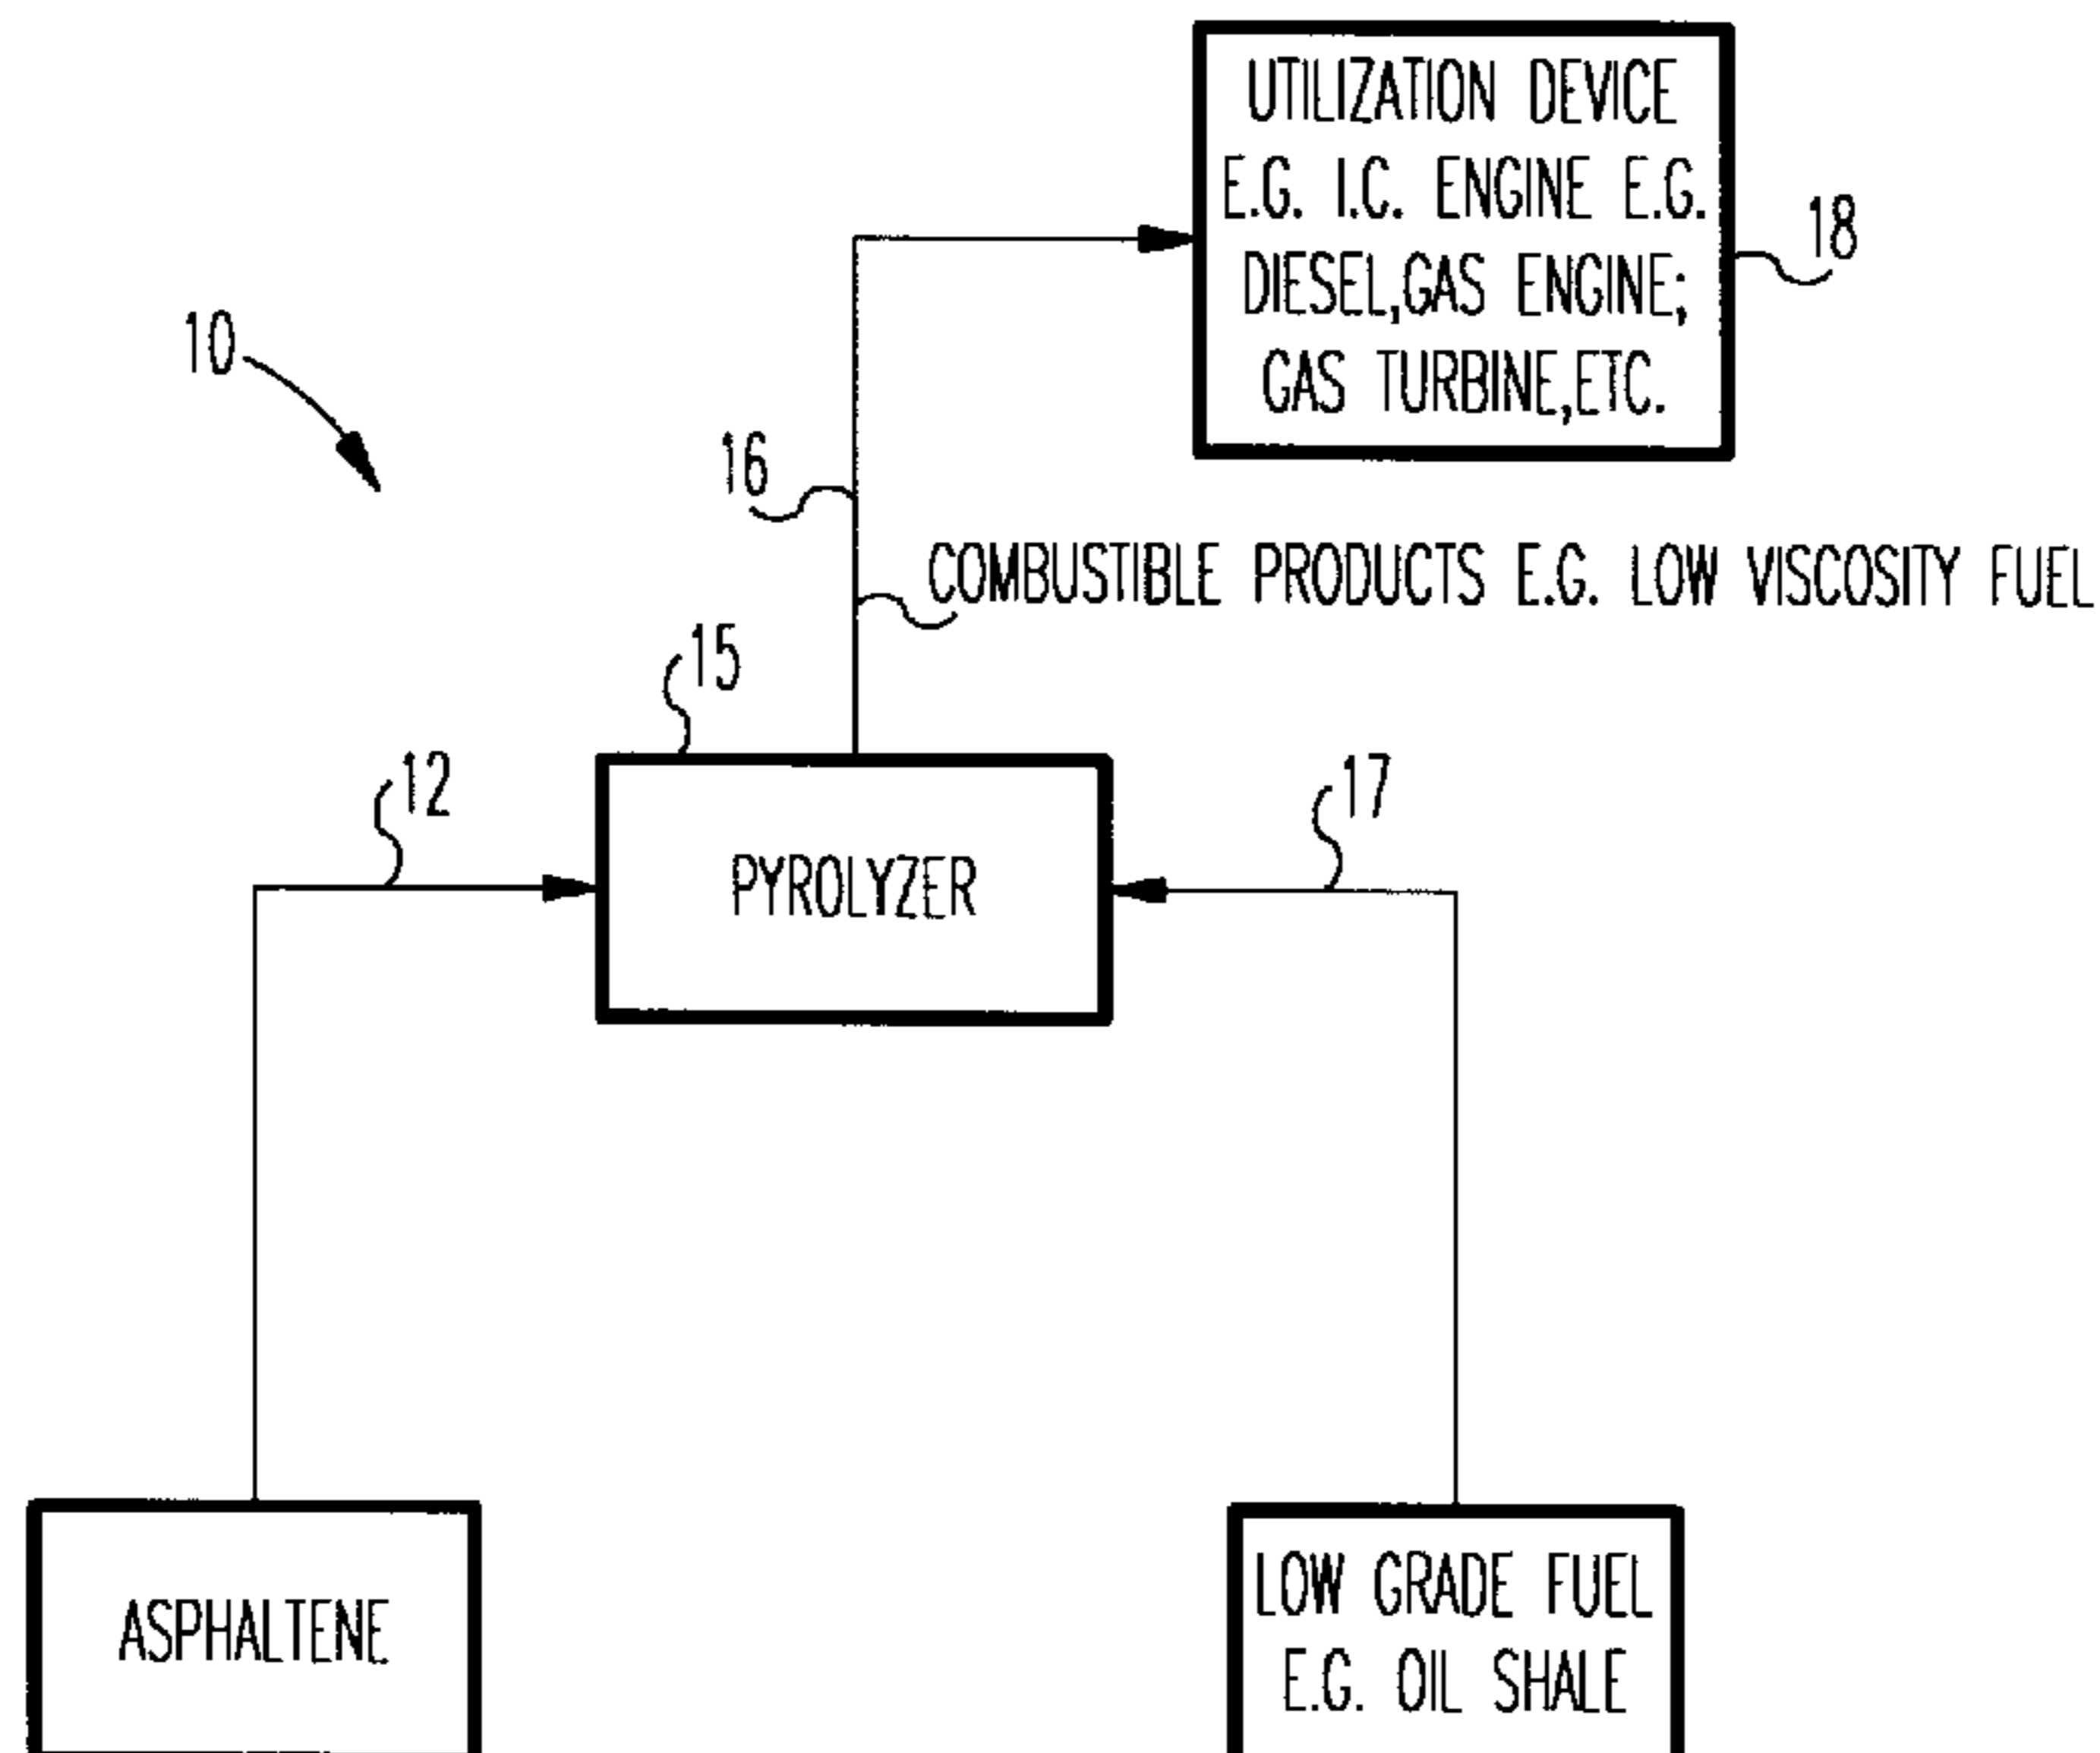 UTILIZATION DEVICE
E.G. I.C. ENGINE E.G.
DIESEL,GAS ENGINE;
GAS TURBINE,ETC.
18
10
16
COMBUSTIBLE PRODUCTS E.G. LOW VISCOSITY FUEL
15
12
17
PYROLYZER
ASPHALTENE
LOW GRADE FUEL
E.G. OIL SHALE